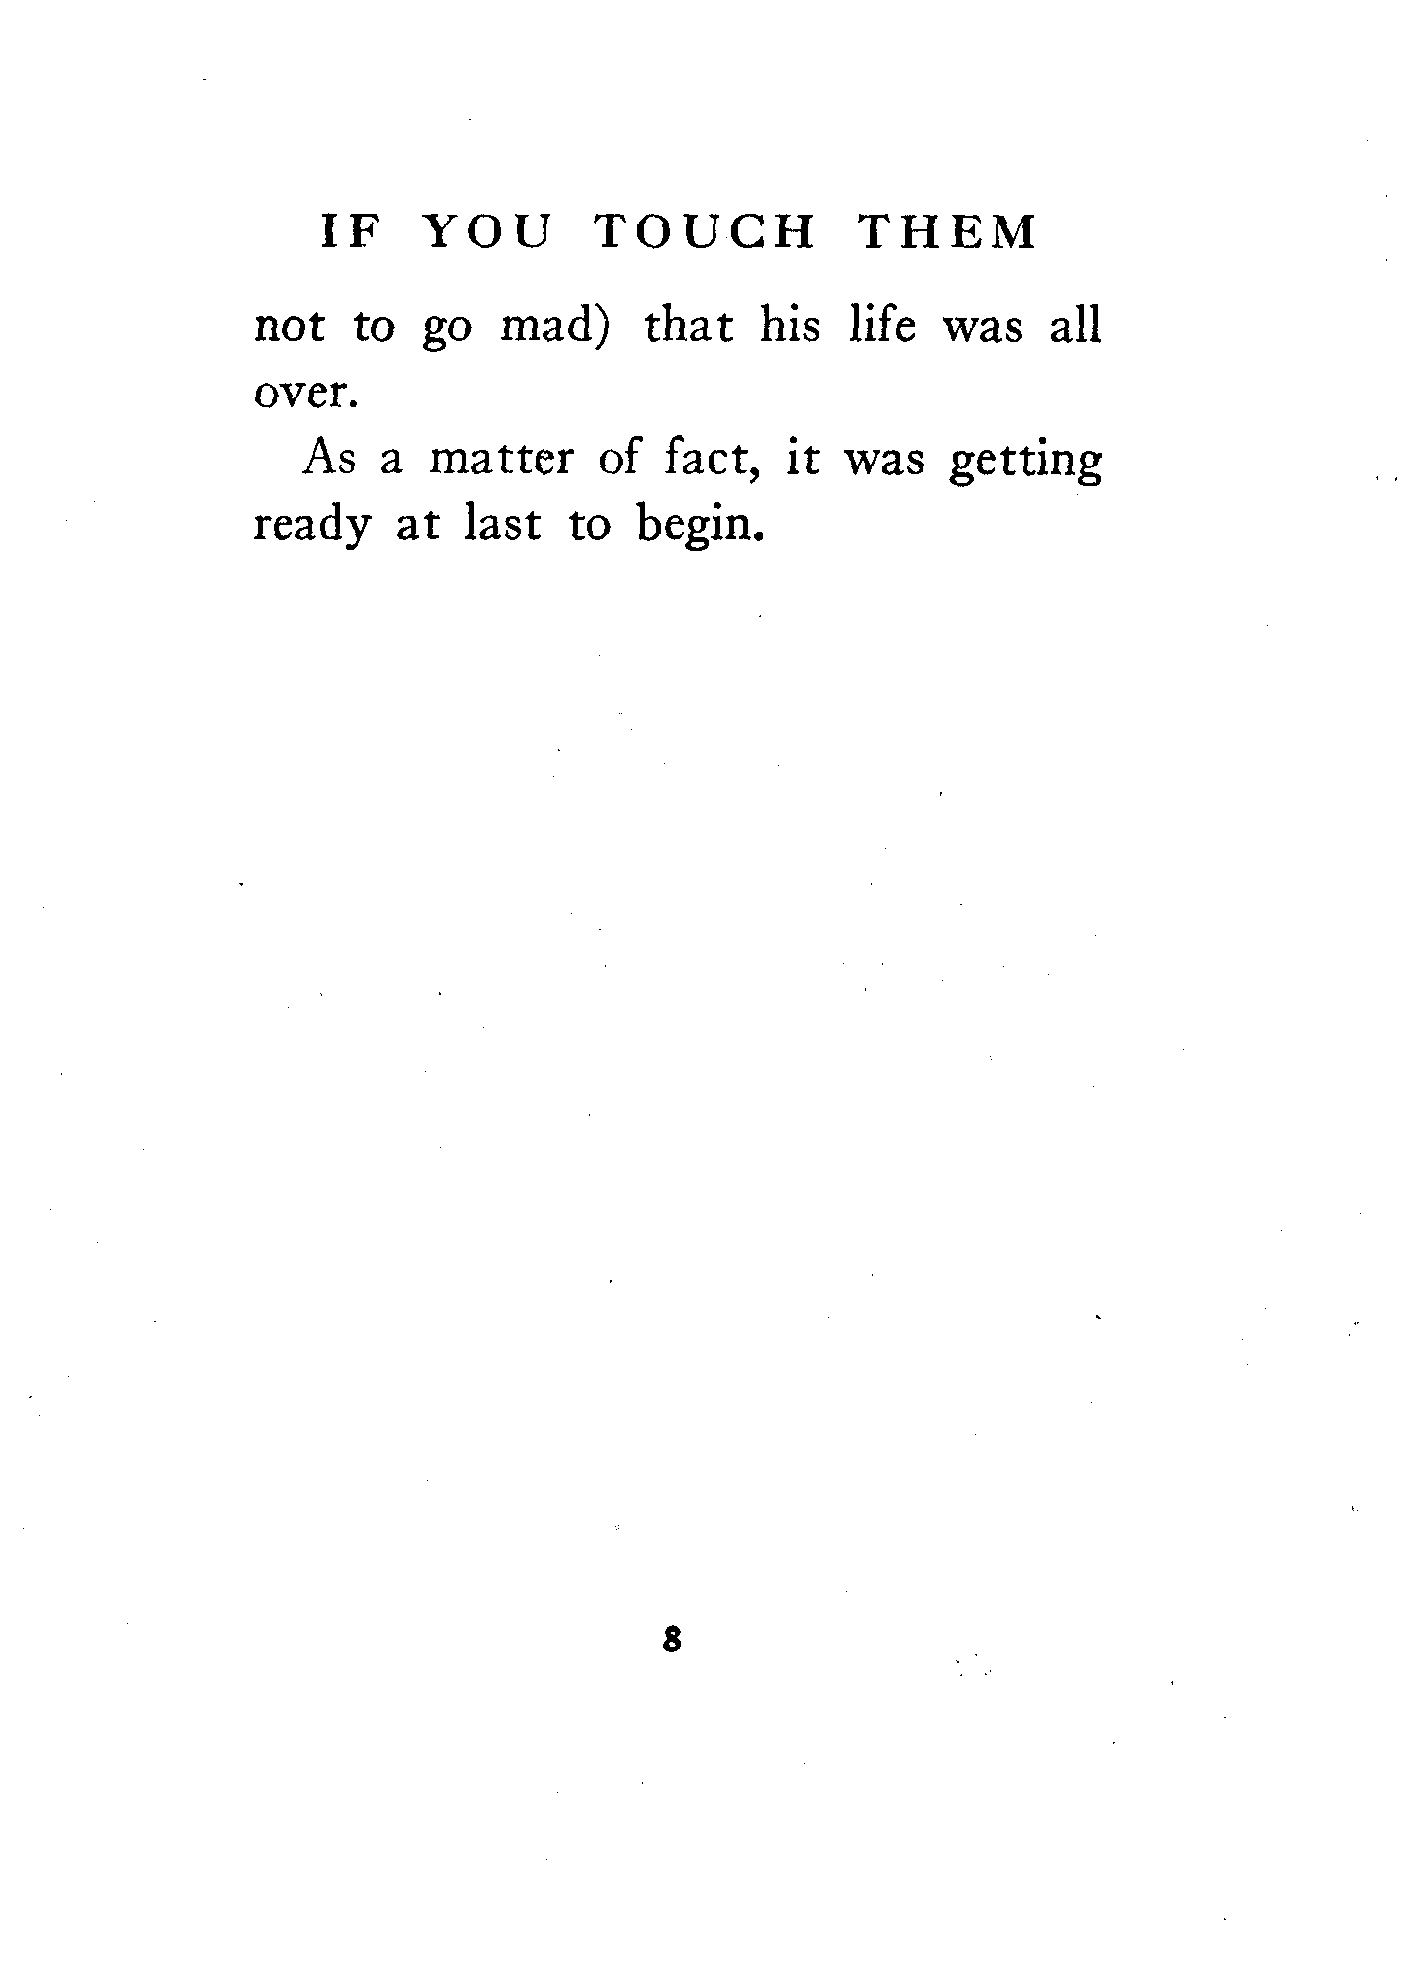 IF YOU TOUCH THEM
not to go mad) that his life was all
over.
As a matter of fact, it was getting
ready at last to begin.
8